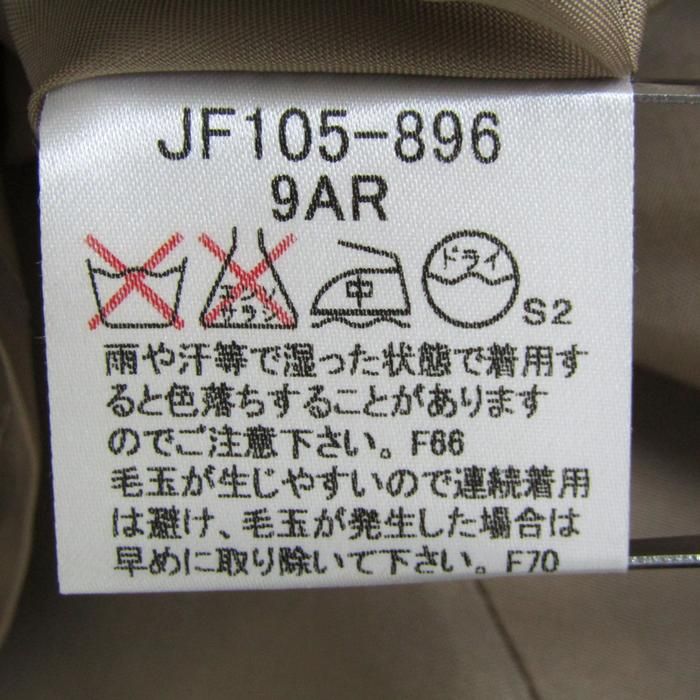 JF105-896
9AR
エンソ
サラシ
中
ドライ
S2
雨や汗等で湿った状態で着用す
ると色落ちすることがあります
のでご注意下さい。F66
毛玉が生じやすいので連続着用
は避け、毛玉が発生した場合は
早めに取り除いて下さい。F70